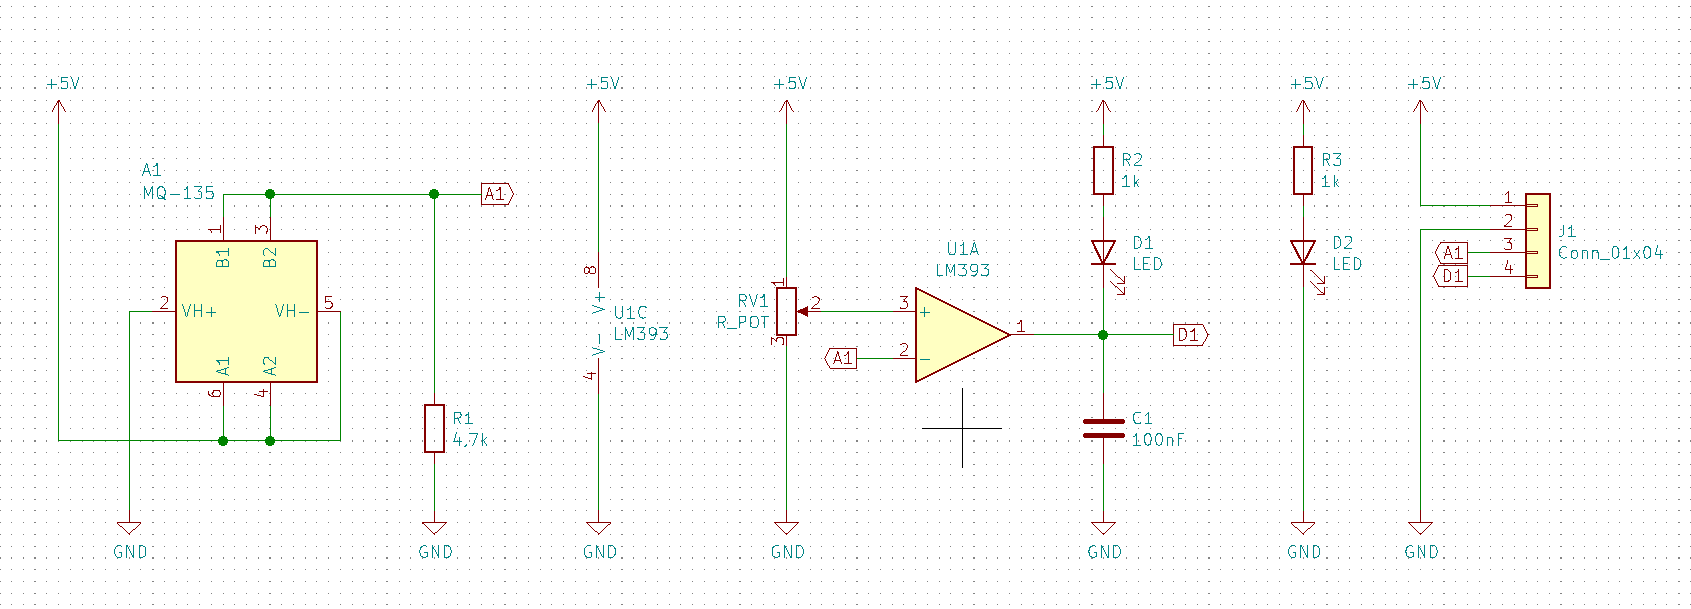 +5V
+5V
+5V
+5V
+5V
+5V
A1
MQ-135
A1
1
3
B1
B2
2
VH+
VH-
5
A1
A2
6
4
R1
4,7k
GND
GND
8
V+
U1C
LM393
V-
4
GND
1
RV1
R_POT
2
3
GND
U1A
LM393
3
+
2
-
A1
1
R2
1k
D1
LED
D1
C1
100nF
GND
R3
1k
D2
LED
GND
1
2
3
4
A1
D1
J1
Conn_01x04
GND